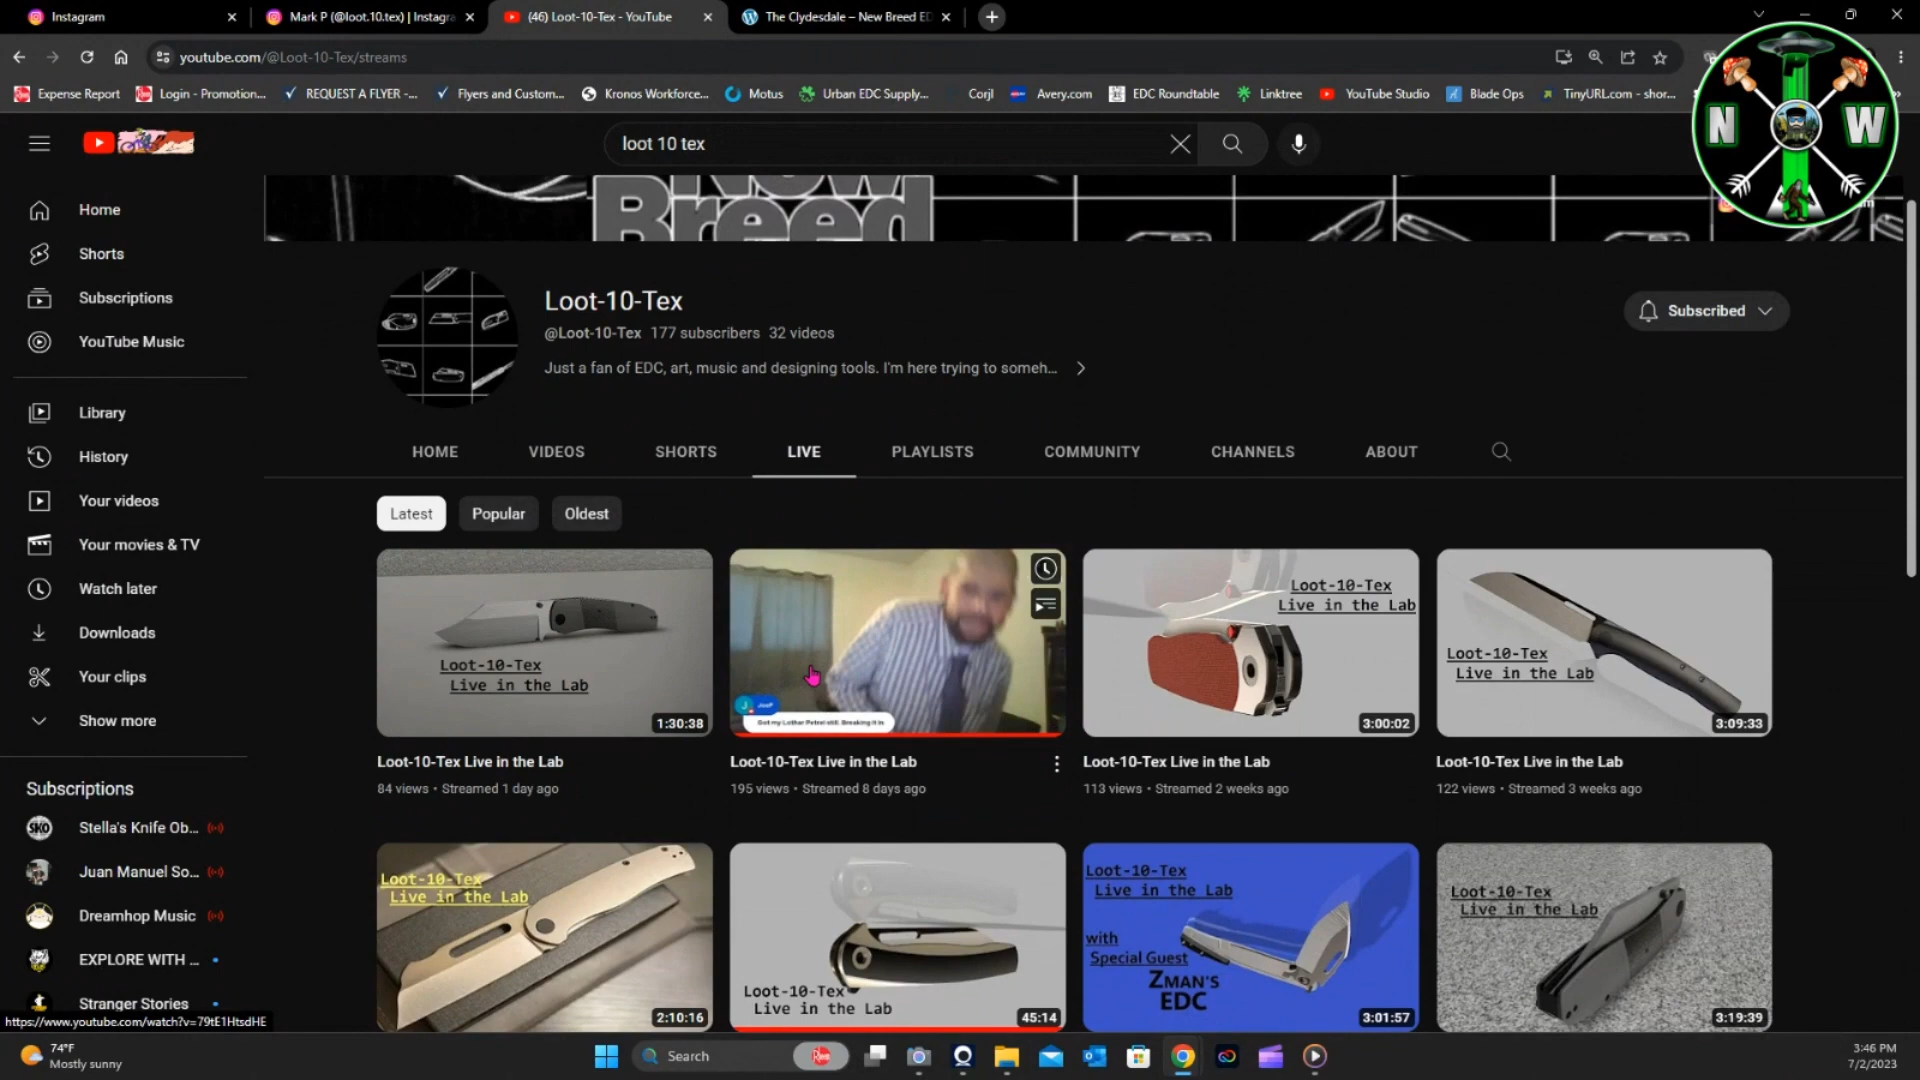 Instagram
Mark P (@loot.10.tex) | Instagra
(46) Loot-10-Tex - YouTube
The Clydesdale – New Breed ED
youtube.com/@Loot-10-Tex/streams
Expense Report
Login - Promotion...
REQUEST A FLYER -...
Flyers and Custom...
Kronos Workforce...
Motus
Urban EDC Supply...
Corjl
Avery.com
EDC Roundtable
Linktree
YouTube Studio
Blade Ops
TinyURL.com - shor...
N W
loot 10 tex
New
Breed
Home
Shorts
Subscriptions
YouTube Music
Library
History
Your videos
Your movies & TV
Watch later
Downloads
Your clips
Show more
Subscriptions
Stella's Knife Ob...
Juan Manuel So...
Dreamhop Music
EXPLORE WITH ...
Stranger Stories
Loot-10-Tex
@Loot-10-Tex 177 subscribers 32 videos
Just a fan of EDC, art, music and designing tools. I'm here trying to someh...
Subscribed
HOME
VIDEOS
SHORTS
LIVE
PLAYLISTS
COMMUNITY
CHANNELS
ABOUT
Latest
Popular
Oldest
Loot-10-Tex
Live in the Lab
1:30:38
Loot-10-Tex Live in the Lab
84 views • Streamed 1 day ago
J
JusP
Got my Lothar Petrel still. Breaking it in.
Loot-10-Tex Live in the Lab
195 views • Streamed 8 days ago
Loot-10-Tex
Live in the Lab
3:00:02
Loot-10-Tex Live in the Lab
113 views • Streamed 2 weeks ago
Loot-10-Tex
Live in the Lab
3:09:33
Loot-10-Tex Live in the Lab
122 views • Streamed 3 weeks ago
Loot-10-Tex
Live in the Lab
2:10:16
Loot-10-Tex
Live in the Lab
45:14
Loot-10-Tex
Live in the Lab
with
Special Guest
ZMAN'S
EDC
3:01:57
Loot-10-Tex
Live in the Lab
3:19:39
https://www.youtube.com/watch?v=79tE1HtsdHE
74°F
Mostly sunny
Search
3:46 PM
7/2/2023